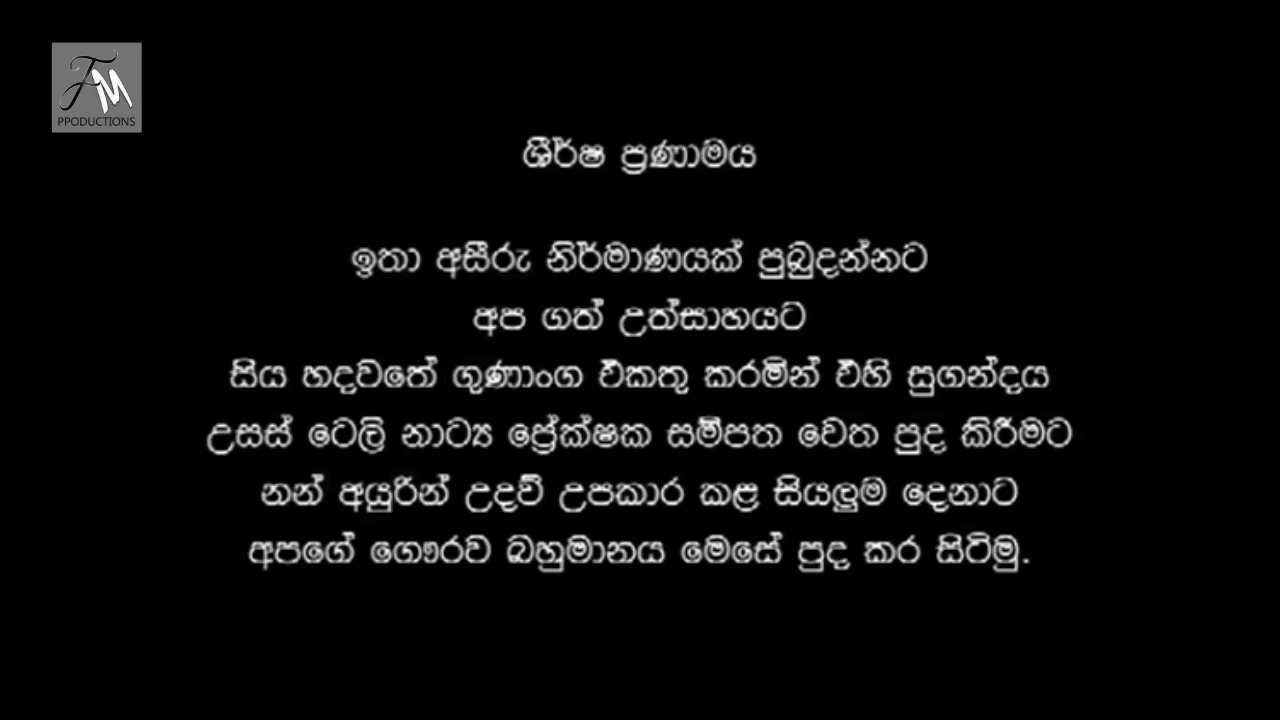 FM
PPODUCTIONS
ශීර්ෂ ප්‍රණාමය
ඉතා අසීරු නිර්මාණයක් පුබුදන්නට
අප ගත් උත්සාහයට
සිය හදවතේ ගුණාංග එකතු කරමින් එහි සුගන්දය
උසස් ටෙලි නාට්‍ය ප්‍රේක්ෂක සමීපත වෙත පුද කිරීමට
නන් අයුරින් උදව් උපකාර කළ සියලුම දෙනාට
අපගේ ගෞරව බහුමානය මෙසේ පුද කර සිටිමු.